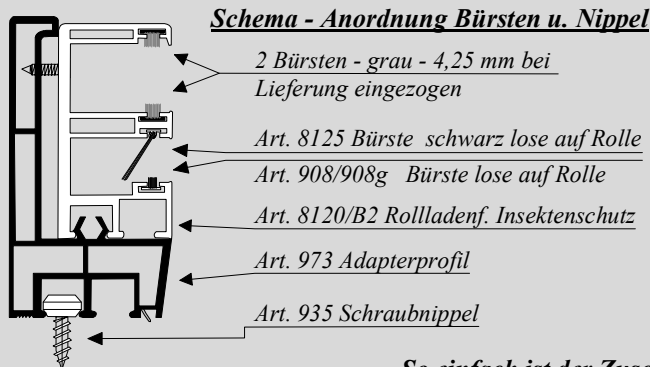 Schema - Anordnung Bürsten u. Nippel
2 Bürsten - grau - 4,25 mm bei
Lieferung eingezogen
Art. 8125 Bürste schwarz lose auf Rolle
Art. 908/908g Bürste lose auf Rolle
Art. 8120/B2 Rollladenf. Insektenschutz
Art. 973 Adapterprofil
Art. 935 Schraubnippel